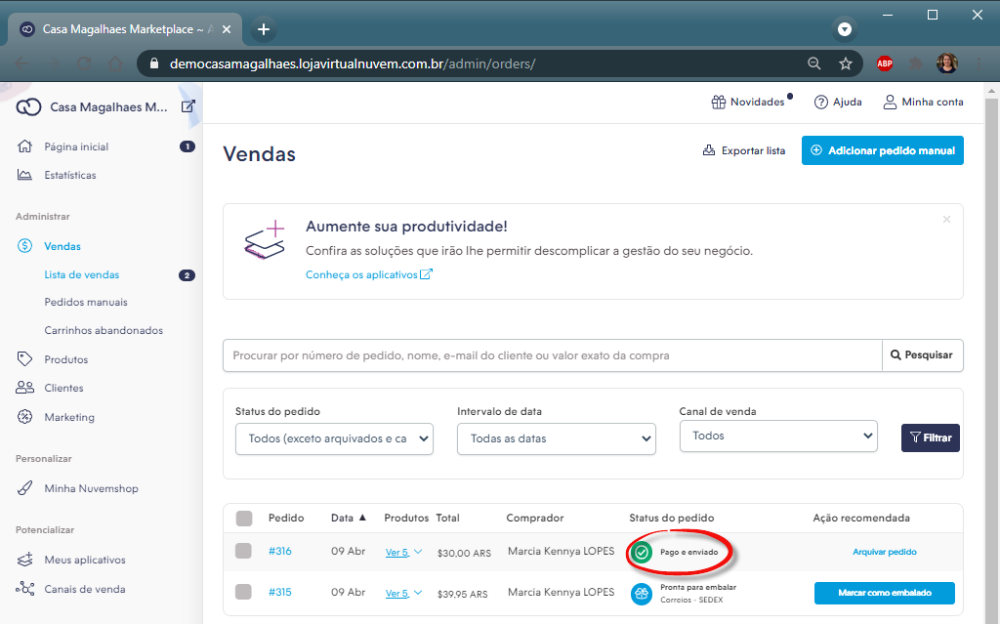 Casa Magalhaes Marketplace ~ A
democasamagalhaes.lojavirtualnuvem.com.br/admin/orders/
ABP
Casa Magalhaes M...
Novidades
Ajuda
Minha conta
Página inicial
1
Estatísticas
Administrar
Vendas
Lista de vendas
2
Pedidos manuais
Carrinhos abandonados
Produtos
Clientes
Marketing
Personalizar
Minha Nuvemshop
Potencializar
Meus aplicativos
Canais de venda
Vendas
Exportar lista
Adicionar pedido manual
Aumente sua produtividade!
Confira as soluções que irão lhe permitir descomplicar a gestão do seu negócio.
Conheça os aplicativos
Procurar por número de pedido, nome, e-mail do cliente ou valor exato da compra
Pesquisar
Status do pedido
Intervalo de data
Canal de venda
Todos (exceto arquivados e ca
Todas as datas
Todos
Filtrar
Pedido Data ▲ Produtos Total Comprador Status do pedido Ação recomendada
#316 09 Abr Ver 5 $30,00 ARS Marcia Kennya LOPES Pago e enviado Arquivar pedido
#315 09 Abr Ver 5 $39,95 ARS Marcia Kennya LOPES Pronta para embalar Marcar como embalado
Correios - SEDEX